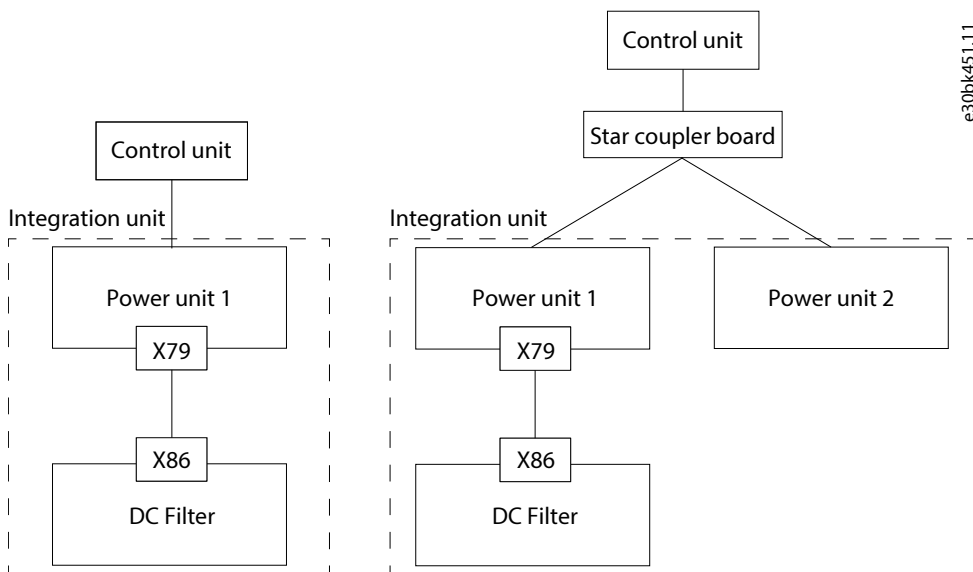 Control unit
Integration unit
Power unit 1
X79
X86
DC Filter
Control unit
Star coupler board
Integration unit
Power unit 1
Power unit 2
X79
X86
DC Filter
e30bk451.11